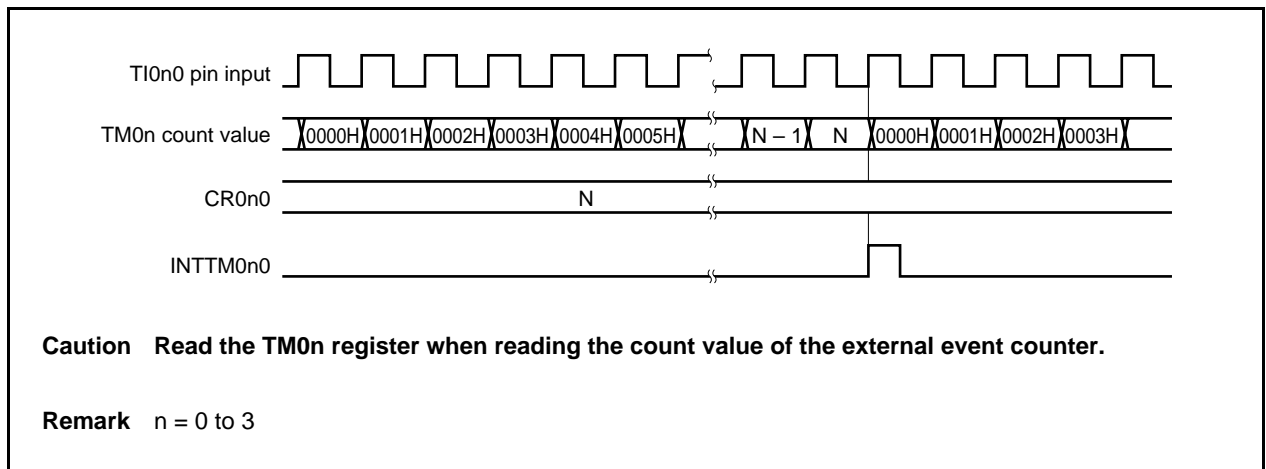 TI0n0 pin input
TM0n count value 0000H 0001H 0002H 0003H 0004H 0005H N – 1 N 0000H 0001H 0002H 0003H
CR0n0 N
INTTM0n0
Caution Read the TM0n register when reading the count value of the external event counter.
Remark n = 0 to 3